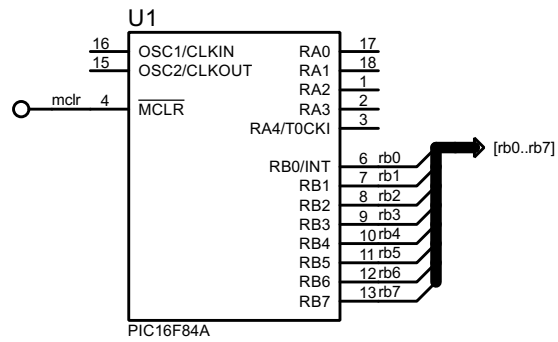 U1
16 OSC1/CLKIN RA0 17
15 OSC2/CLKOUT RA1 18
RA2 1
mclr 4 MCLR RA3 2
RA4/T0CKI 3
RB0/INT 6 rb0 [rb0..rb7]
RB1 7 rb1
RB2 8 rb2
RB3 9 rb3
RB4 10 rb4
RB5 11 rb5
RB6 12 rb6
RB7 13 rb7
PIC16F84A